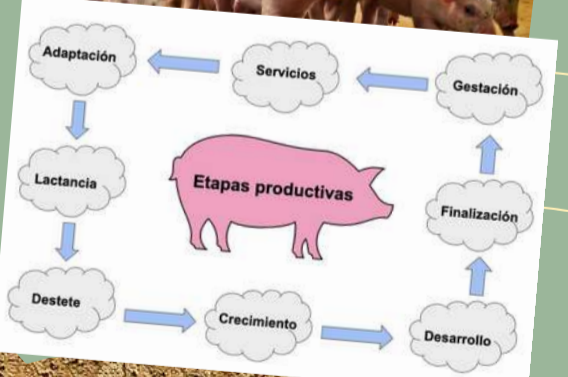 Adaptación
Servicios
Gestación
Lactancia
Etapas productivas
Finalización
Destete
Crecimiento
Desarrollo